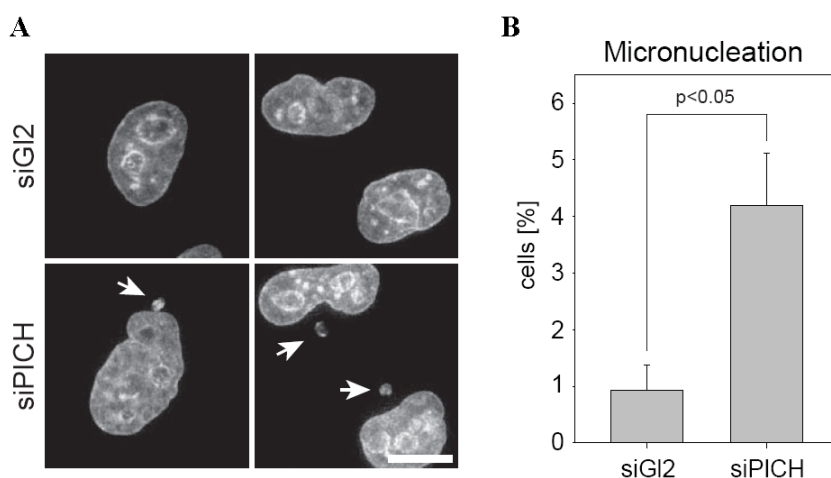 A
siGl2
siPICH
B
Micronucleation
cells [%]
6
5
4
3
2
1
0
p<0.05
siGl2
siPICH